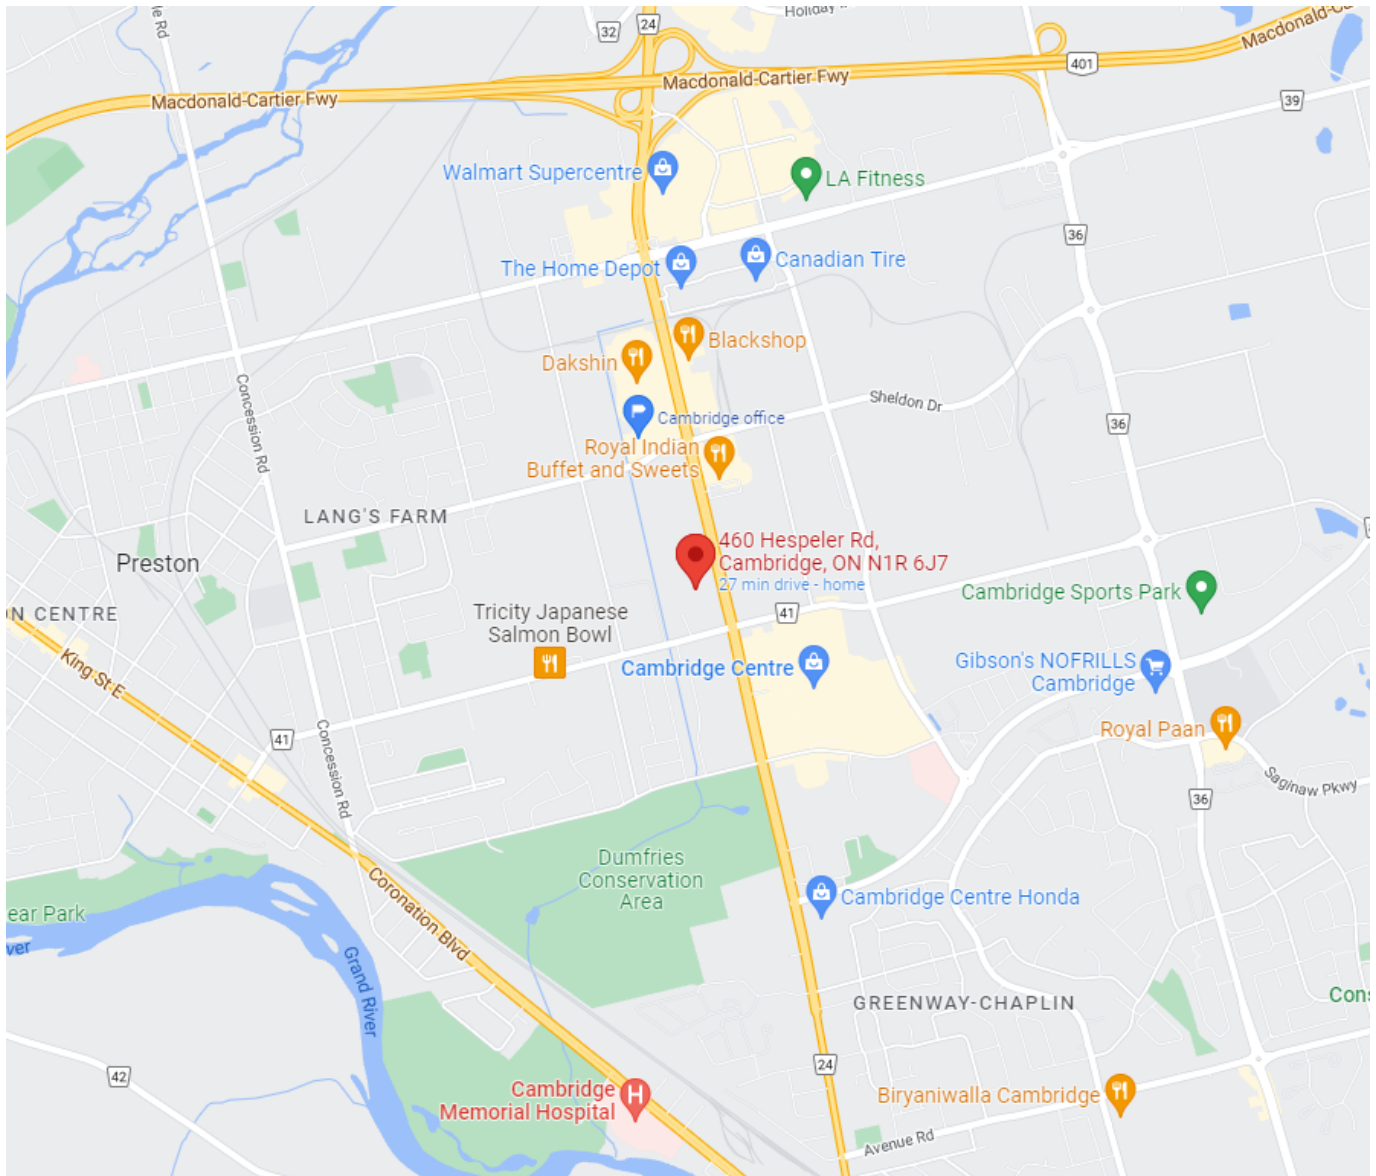 32
24
Macdonald-Cartier Fwy
Macdonald-Cartier Fwy
401
39
Walmart Supercentre
LA Fitness
36
The Home Depot
Canadian Tire
Blackshop
Dakshin
Concession Rd
Sheldon Dr
Cambridge office
36
Royal Indian
Buffet and Sweets
LANG'S FARM
Preston
460 Hespeler Rd,
Cambridge, ON N1R 6J7
27 min drive - home
Cambridge Sports Park
ON CENTRE
Tricity Japanese
Salmon Bowl
41
King St E
Cambridge Centre
Gibson's NOFRILLS
Cambridge
Royal Paan
41
Concession Rd
Saginaw Pkwy
36
Dumfries
Conservation
Area
Cambridge Centre Honda
ear Park
Coronation Blvd
Grand River
GREENWAY-CHAPLIN
24
42
Cambridge
Memorial Hospital
Biryaniwalla Cambridge
Avenue Rd